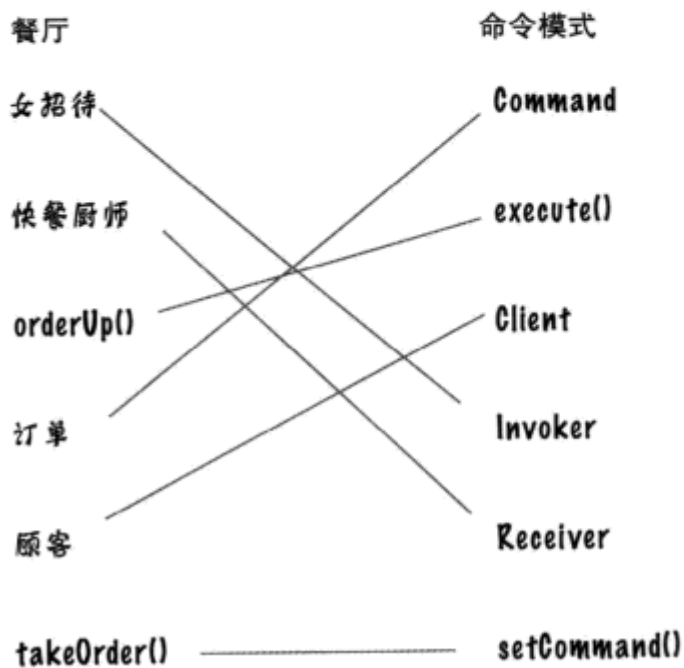 餐厅 命令模式
女招待 Command
快餐厨师 execute()
orderUp() Client
订单 Invoker
顾客 Receiver
takeOrder() setCommand()